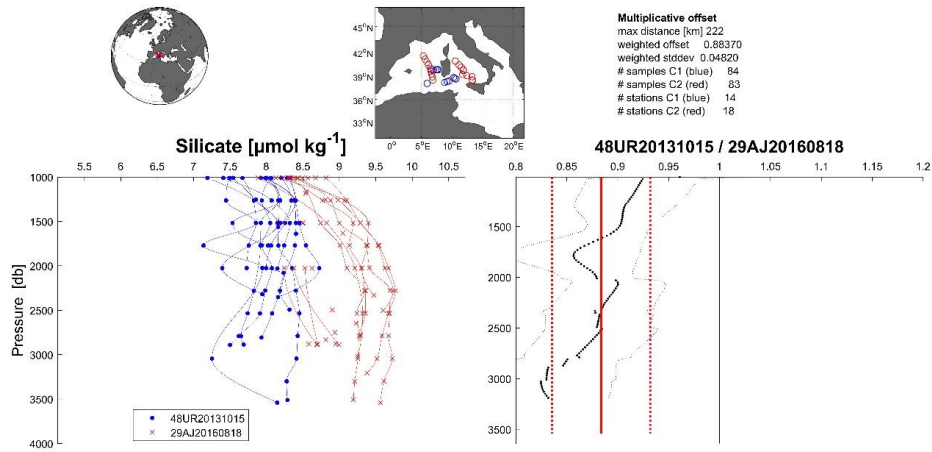 Multiplicative offset
max distance [km] 222
weighted offset 0.88370
weighted stddev 0.04820
# samples C1 (blue) 84
# samples C2 (red) 83
# stations C1 (blue) 14
# stations C2 (red) 18
45°N
42°N
39°N
36°N
33°N
0° 5°E 10°E 15°E 20°E
Silicate [µmol kg-1]
5.5 6 6.5 7 7.5 8 8.5 9 9.5 10 10.5
1000
1500
2000
2500
3000
3500
4000
Pressure [db]
48UR20131015
29AJ20160818
48UR20131015 / 29AJ20160818
0.8 0.85 0.9 0.95 1 1.05 1.1 1.15 1.2
1500
2000
2500
3000
3500